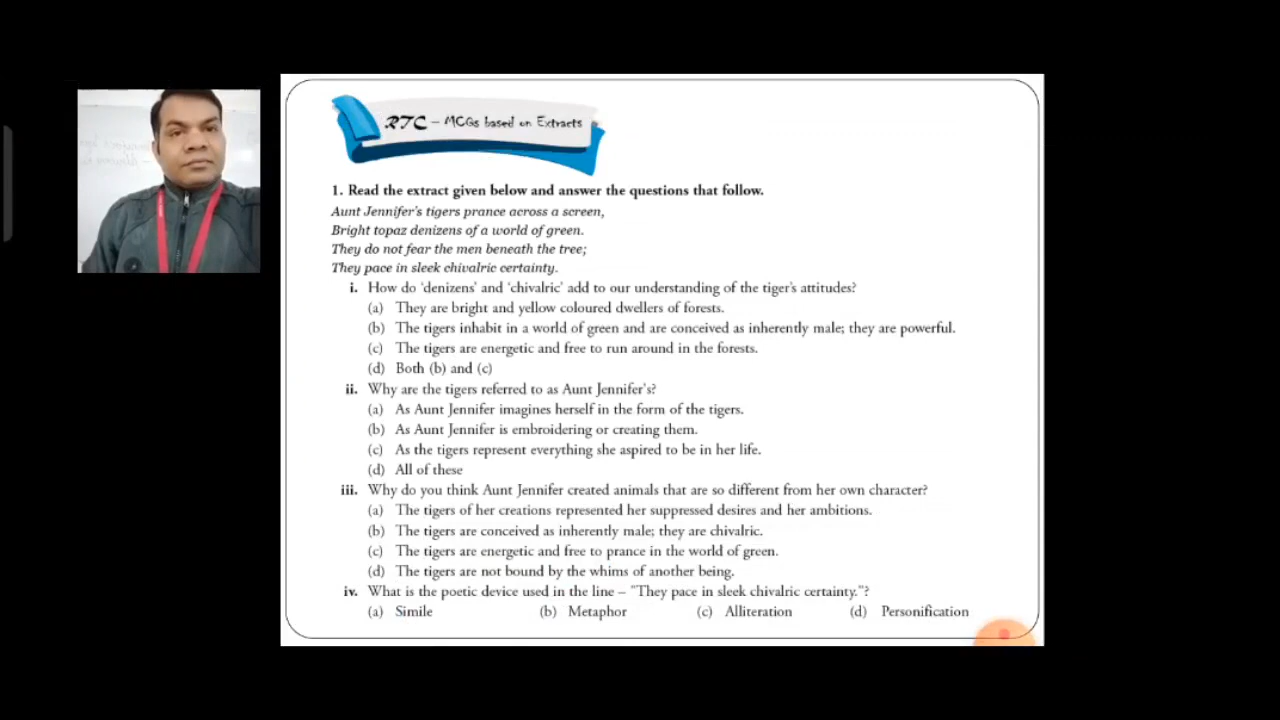 RTC – MCGs based on Extracts
1. Read the extract given below and answer the questions that follow.
Aunt Jennifer's tigers prance across a screen,
Bright topaz denizens of a world of green.
They do not fear the men beneath the tree;
They pace in sleek chivalric certainty.
i. How do 'denizens' and 'chivalric' add to our understanding of the tiger's attitudes?
(a) They are bright and yellow coloured dwellers of forests.
(b) The tigers inhabit in a world of green and are conceived as inherently male; they are powerful.
(c) The tigers are energetic and free to run around in the forests.
(d) Both (b) and (c)
ii. Why are the tigers referred to as Aunt Jennifer's?
(a) As Aunt Jennifer imagines herself in the form of the tigers.
(b) As Aunt Jennifer is embroidering or creating them.
(c) As the tigers represent everything she aspired to be in her life.
(d) All of these
iii. Why do you think Aunt Jennifer created animals that are so different from her own character?
(a) The tigers of her creations represented her suppressed desires and her ambitions.
(b) The tigers are conceived as inherently male; they are chivalric.
(c) The tigers are energetic and free to prance in the world of green.
(d) The tigers are not bound by the whims of another being.
iv. What is the poetic device used in the line – "They pace in sleek chivalric certainty."?
(a) Simile (b) Metaphor (c) Alliteration (d) Personification